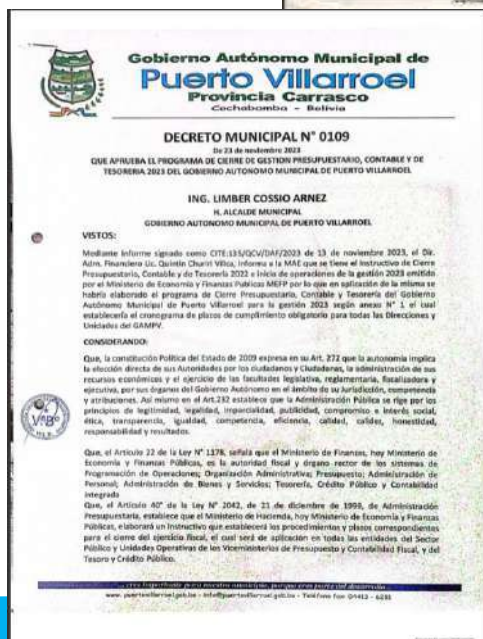 Gobierno Autónomo Municipal de
Puerto Villarroel
Provincia Carrasco
Cochabamba - Bolivia
DECRETO MUNICIPAL N° 0109
De 23 de noviembre 2023
QUE APRUEBA EL PROGRAMA DE CIERRE DE GESTION PRESUPUESTARIO, CONTABLE Y DE
TESORERIA 2023 DEL GOBIERNO AUTONOMO MUNICIPAL DE PUERTO VILLARROEL
ING. LIMBER COSSIO ARNEZ
H. ALCALDE MUNICIPAL
GOBIERNO AUTONOMO MUNICIPAL DE PUERTO VILLARROEL
VISTOS:
Mediante Informe signado como CITE:135/QCV/DAF/2023 de 13 de noviembre 2023, el Dir.
Adm. Financiero Lic. Quintin Villca, informa a la MAE que se tiene el Instructivo de Cierre
Presupuestario, Contable y de Tesorería 2022 e inicio de operaciones de la gestión 2023 emitido
por el Ministerio de Economía y Finanzas Publicas MEFP por lo que en aplicación de la misma se
habría elaborado el programa de Cierre Presupuestario, Contable y Tesorería del Gobierno
Autónomo Municipal de Puerto Villarroel para la gestión 2023 según anexo N° 1 el cual
establecería el cronograma de plazos de cumplimiento obligatorio para todas las Direcciones y
Unidades del GAMPV.
CONSIDERANDO:
Que, la constitución Política del Estado de 2009 expresa en su Art. 272 que la autonomía implica
la elección directa de sus Autoridades por los ciudadanos y Ciudadanas, la administración de sus
recursos económicos y el ejercicio de las facultades legislativa, reglamentaria, fiscalizadora y
ejecutiva, por sus órganos del Gobierno Autónomo en el ámbito de su Jurisdicción, competencia
y atribuciones. Así mismo en el Art.232 establece que la Administración Pública se rige por los
principios de legitimidad, legalidad, imparcialidad, publicidad, compromiso e interés social,
ética, transparencia, igualdad, competencia, eficiencia, calidad, calidez, honestidad,
responsabilidad y resultados.
Que, el Artículo 22 de la Ley N° 1178, señala que el Ministerio de Finanzas, hoy Ministerio de
Economía y Finanzas Públicas, es la autoridad fiscal y órgano rector de los sistemas de
Programación de Operaciones; Organización Administrativa; Presupuesto; Administración de
Personal; Administración de Bienes y Servicios; Tesorería, Crédito Público y Contabilidad
Integrada
Que, el Artículo 40° de la Ley N° 2042, de 21 de diciembre de 1999, de Administración
Presupuestaria, establece que el Ministerio de Hacienda, hoy Ministerio de Economía y Finanzas
Públicas, elaborará un Instructivo que establecerá los procedimientos y plazos correspondientes
para el cierre del ejercicio fiscal, el cual será de aplicación en todas las entidades del Sector
Público y Unidades Operativas de los Viceministerios de Presupuesto y Contabilidad Fiscal, y del
Tesoro y Crédito Público.
VºBº
www.puertovillarroel.gob.bo - info@puertovillarroel.gob.bo - Teléfono Fax: 04413 - 6281